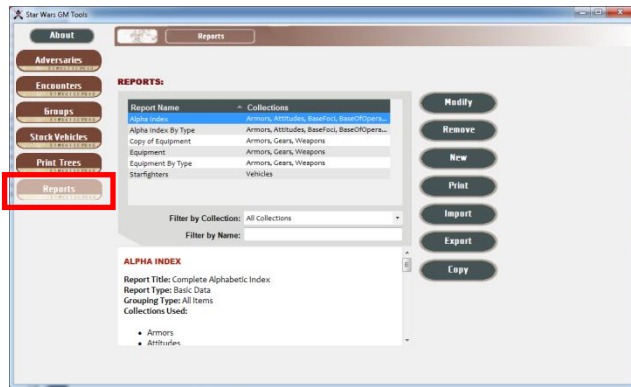 Star Wars GM Tools
About
Reports
Adversaries
Encounters
Groups
Stock Vehicles
Print Trees
Reports
REPORTS:
Report Name Collections
Alpha Index Armors, Attitudes, BaseFoci, BaseOfOpera...
Alpha Index By Type Armors, Attitudes, BaseFoci, BaseOfOpera...
Copy of Equipment Armors, Gears, Weapons
Equipment Armors, Gears, Weapons
Equipment By Type Armors, Gears, Weapons
Starfighters Vehicles
Filter by Collection: All Collections
Filter by Name:
ALPHA INDEX
Report Title: Complete Alphabetic Index
Report Type: Basic Data
Grouping Type: All Items
Collections Used:
• Armors
• Attitudes
Modify
Remove
New
Print
Import
Export
Copy